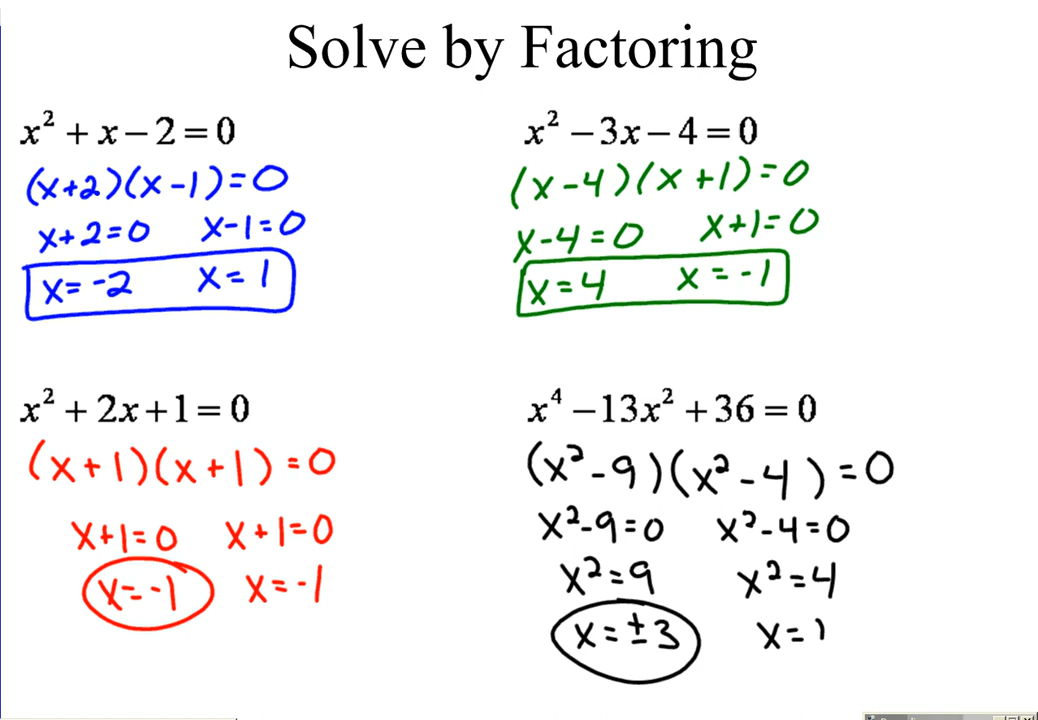 Solve by Factoring
x² + x − 2 = 0
(x+2)(x-1)=0
x+2=0 x-1=0
x=-2 x=1
x² − 3x − 4 = 0
(x-4)(x+1)=0
x-4=0 x+1=0
x=4 x=-1
x² + 2x + 1 = 0
(x+1)(x+1)=0
x+1=0 x+1=0
x=-1 x=-1
x⁴ − 13x² + 36 = 0
(x²-9)(x²-4)=0
x²-9=0 x²-4=0
x²=9 x²=4
x=±3 x=